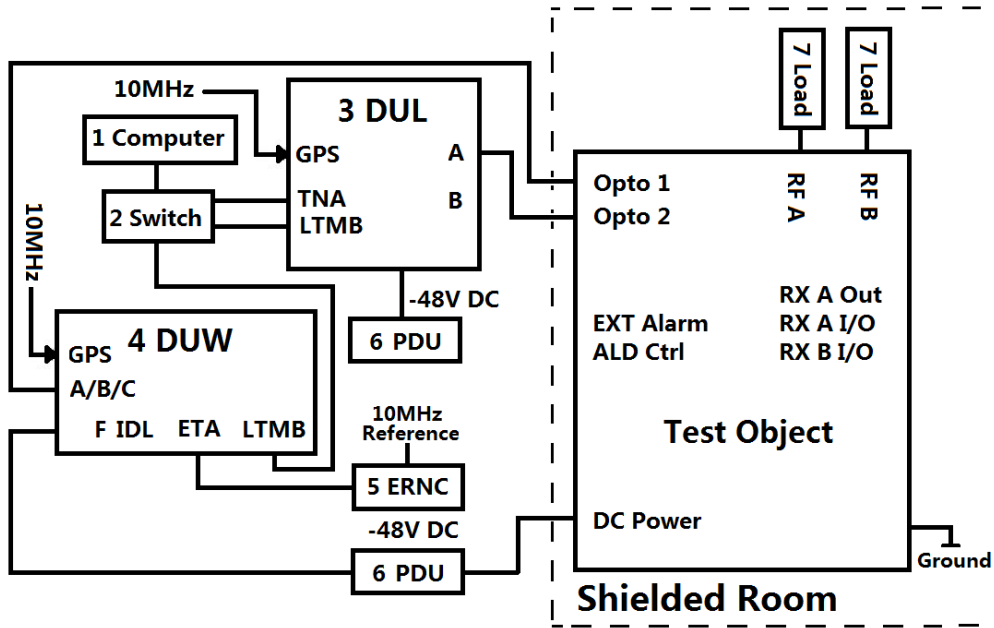 10MHz
1 Computer
2 Switch
3 DUL
GPS
A
TNA
B
LTMB
-48V DC
6 PDU
10MHz
4 DUW
GPS
A/B/C
F IDL
ETA
LTMB
10MHz
Reference
5 ERNC
-48V DC
6 PDU
7 Load
7 Load
RF A
RF B
Opto 1
Opto 2
RX A Out
EXT Alarm
RX A I/O
ALD Ctrl
RX B I/O
Test Object
DC Power
Ground
Shielded Room